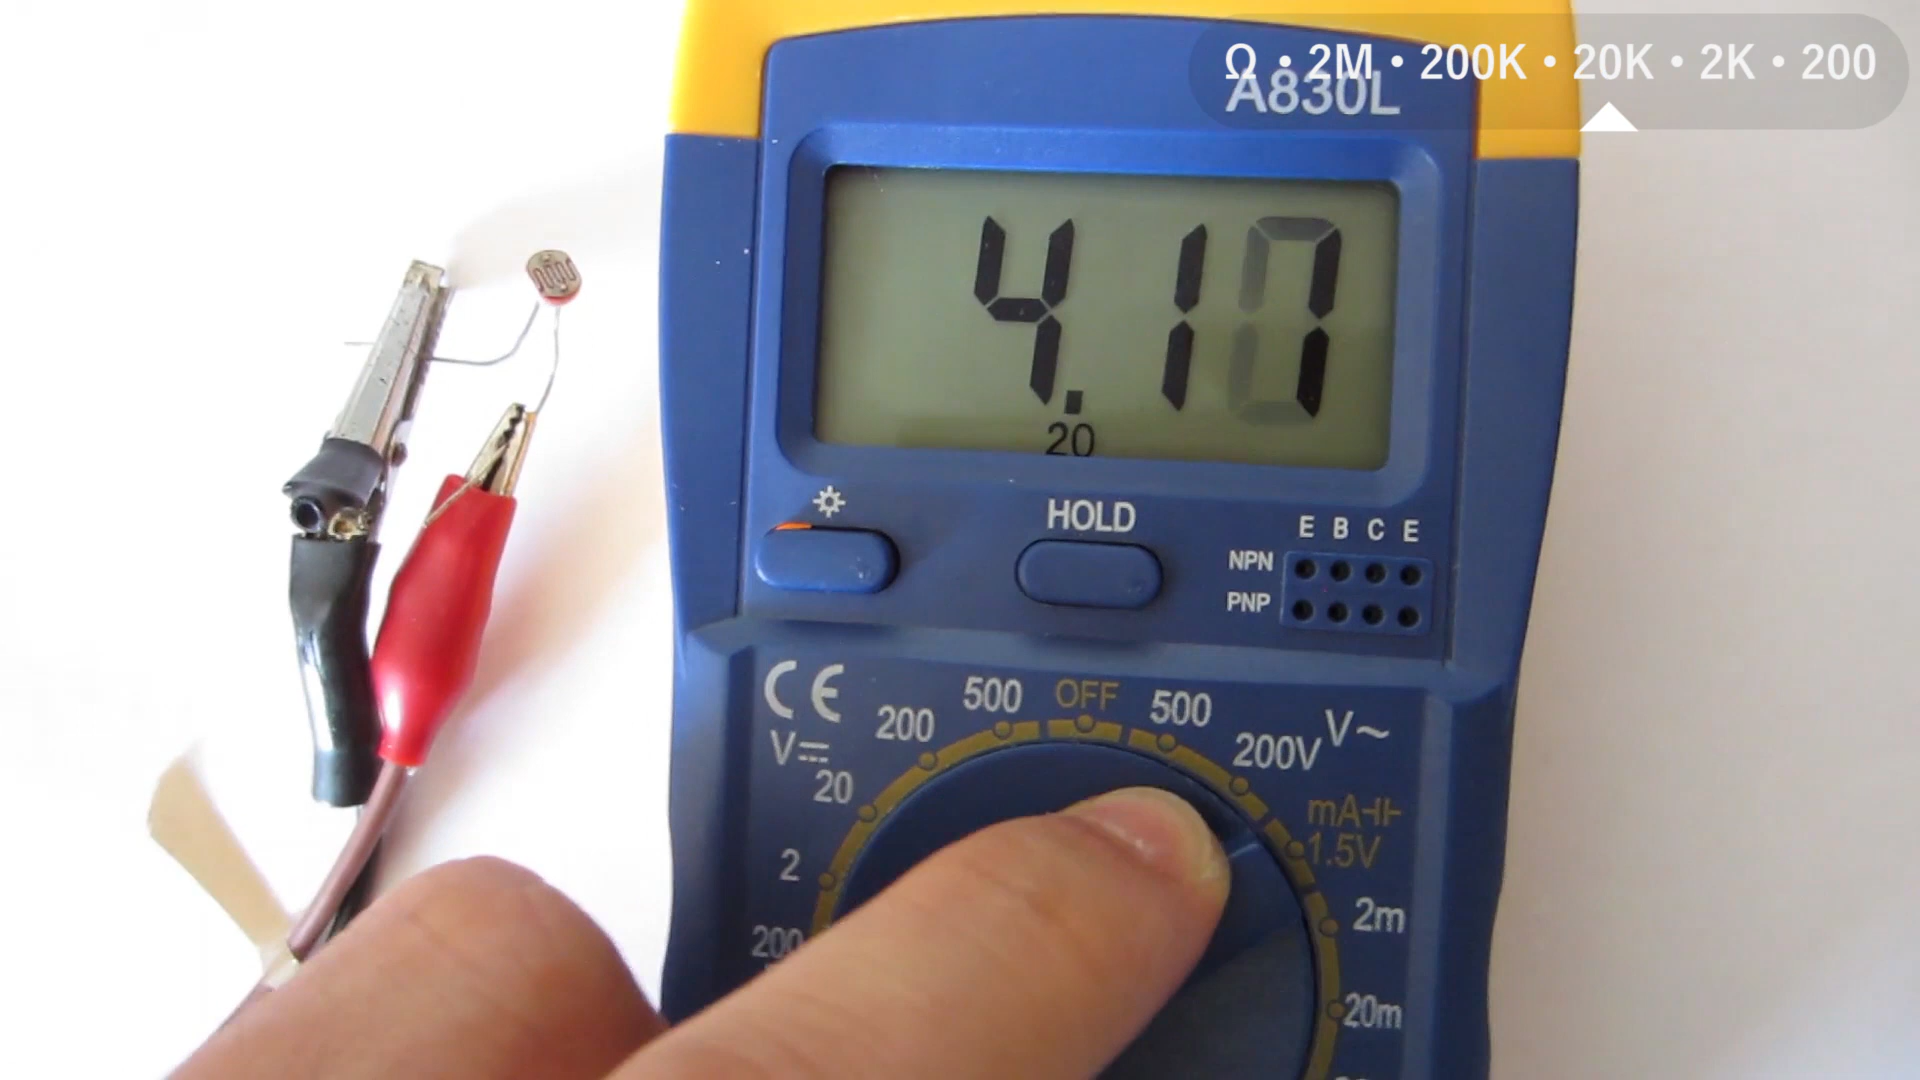 Ω • 2M • 200K • 20K • 2K • 200
A830L
4.17
20
HOLD
E B C E
NPN
PNP
CE
500 OFF 500
200
200V V~
V
20
mA
1.5V
2
2m
200
20m